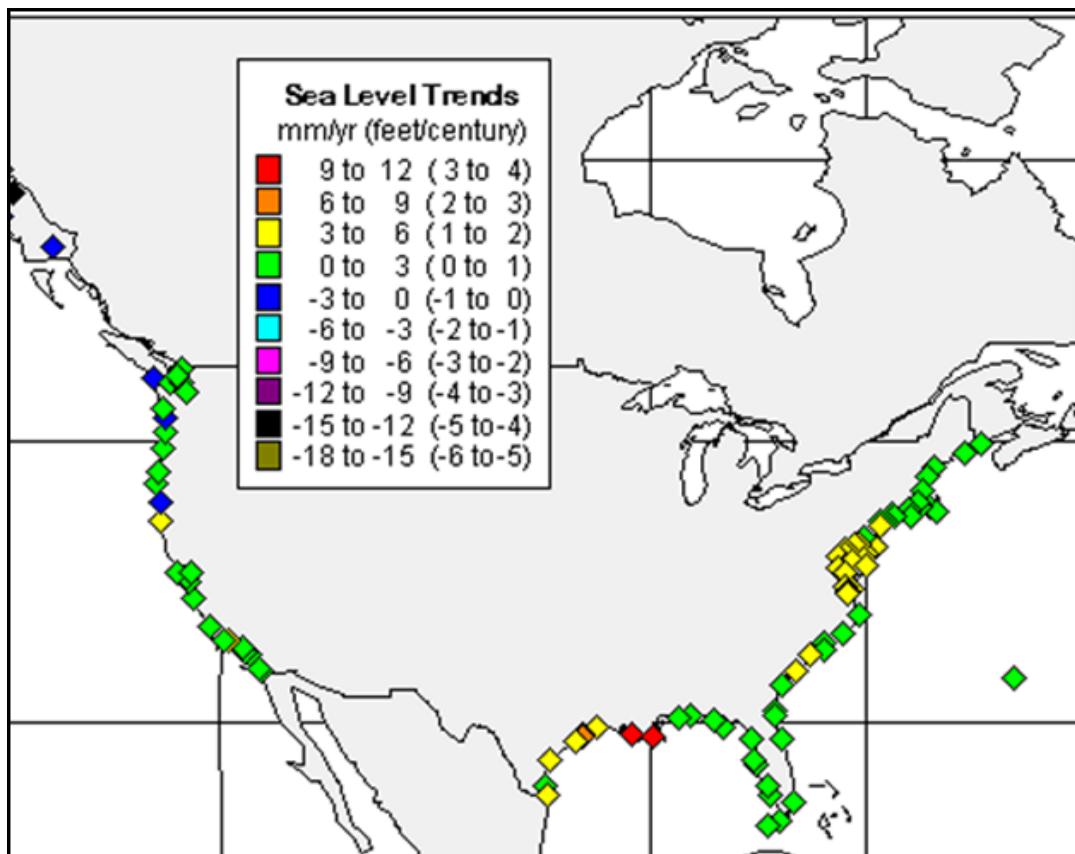 Sea Level Trends
mm/yr (feet/century)
9 to 12 (3 to 4)
6 to 9 (2 to 3)
3 to 6 (1 to 2)
0 to 3 (0 to 1)
-3 to 0 (-1 to 0)
-6 to -3 (-2 to -1)
-9 to -6 (-3 to -2)
-12 to -9 (-4 to -3)
-15 to -12 (-5 to -4)
-18 to -15 (-6 to -5)